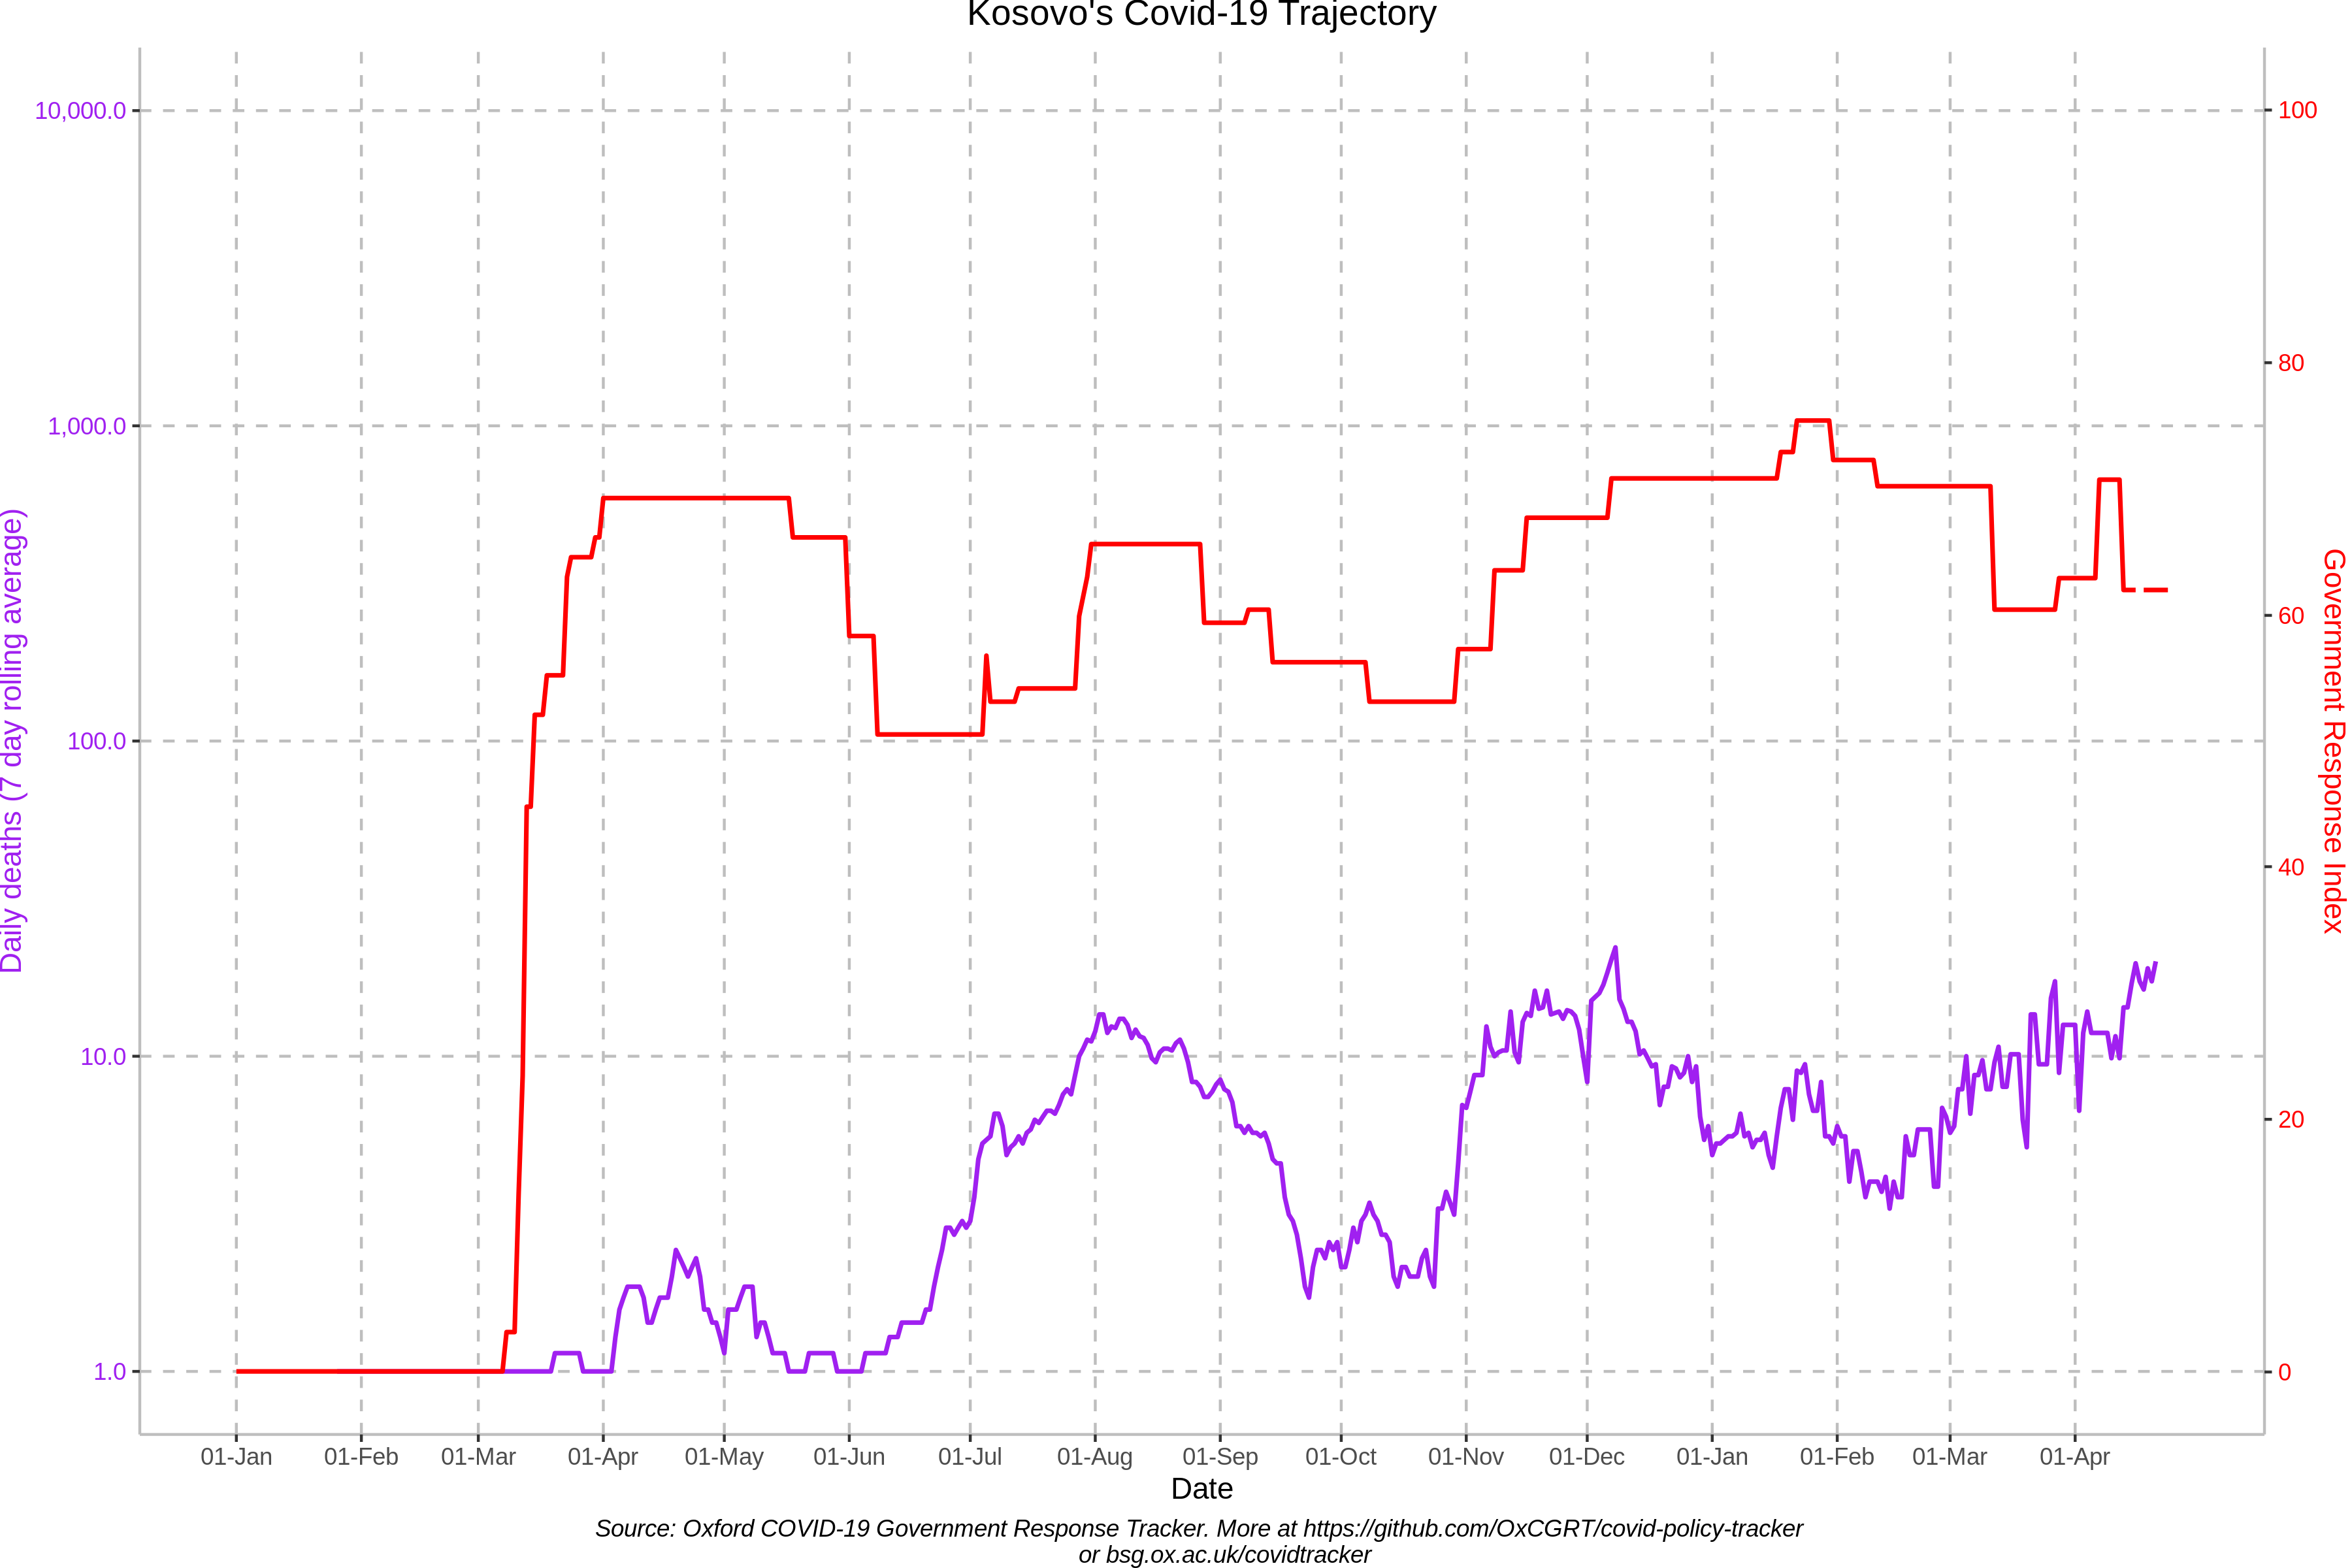 Kosovo's Covid-19 Trajectory
10,000.0
1,000.0
100.0
10.0
1.0
Daily deaths (7 day rolling average)
100
80
60
40
20
0
Government Response Index
01-Jan 01-Feb 01-Mar 01-Apr 01-May 01-Jun 01-Jul 01-Aug 01-Sep 01-Oct 01-Nov 01-Dec 01-Jan 01-Feb 01-Mar 01-Apr
Date
Source: Oxford COVID-19 Government Response Tracker. More at https://github.com/OxCGRT/covid-policy-tracker
or bsg.ox.ac.uk/covidtracker